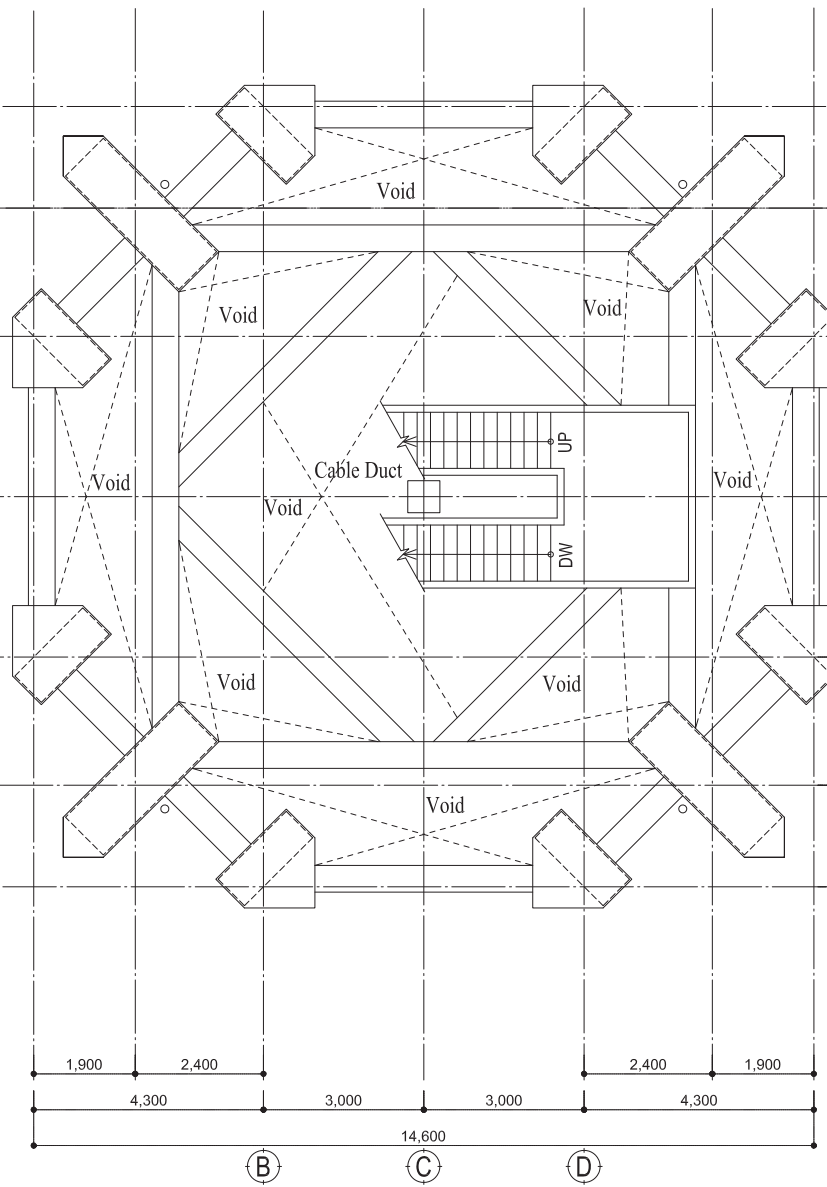 Void
Void
Void
UP
Cable Duct
Void
Void
Void
DW
Void
Void
Void
1,900
2,400
2,400
1,900
4,300
3,000
3,000
4,300
14,600
B
C
D